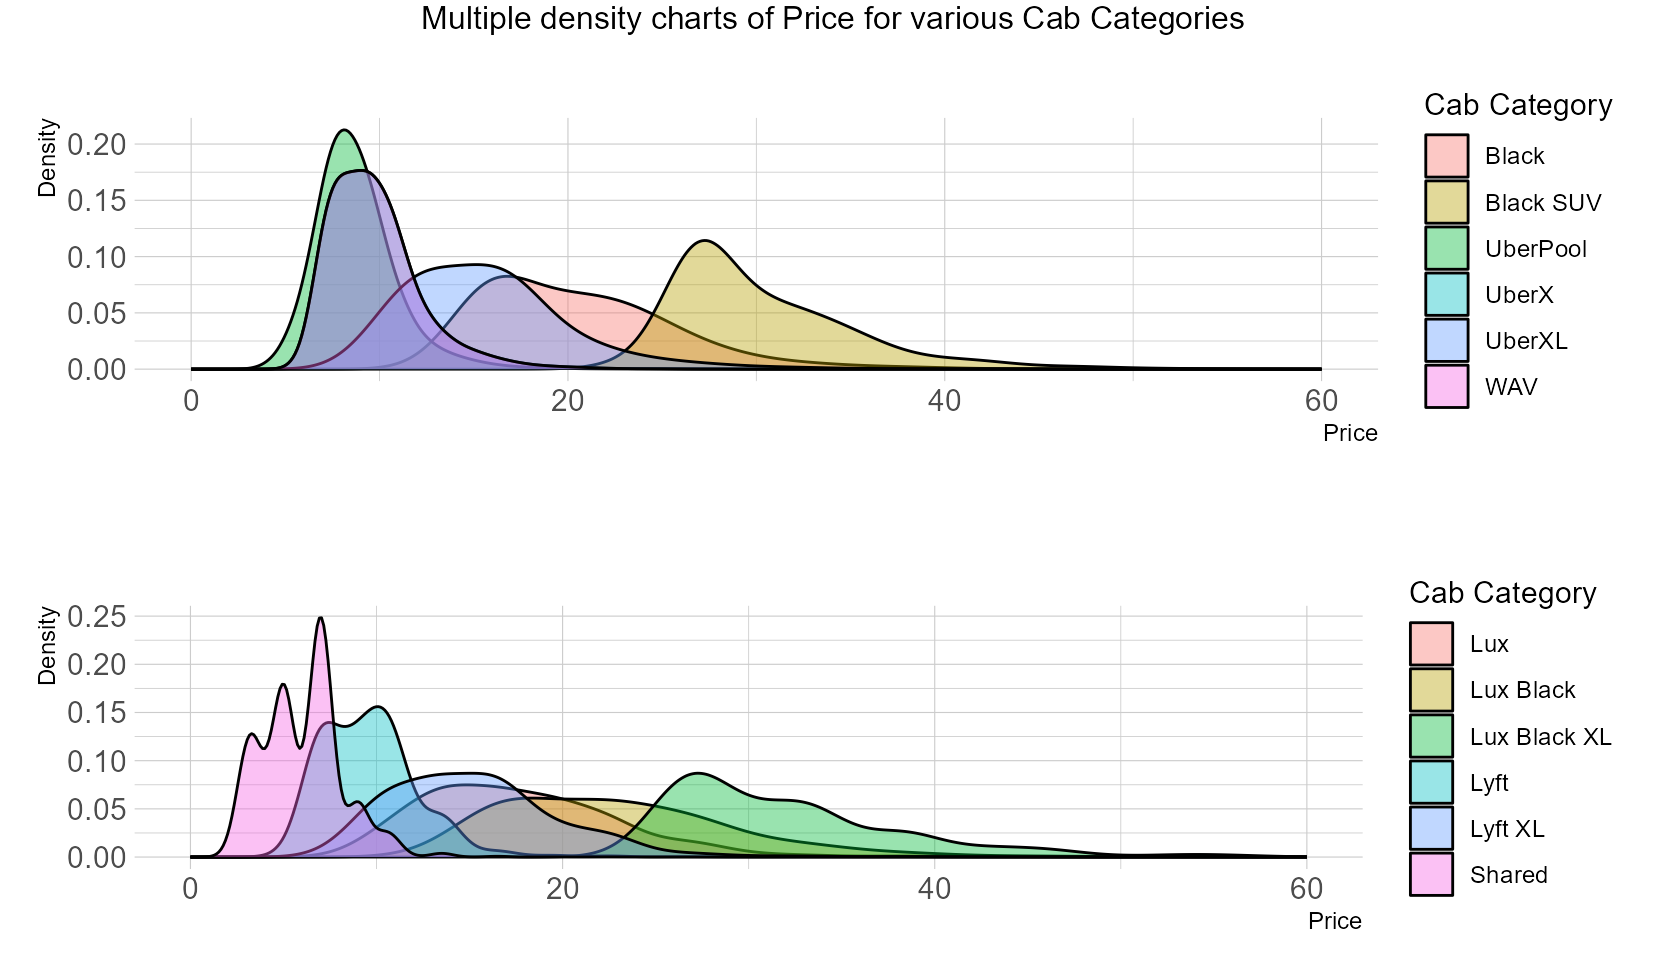 Multiple density charts of Price for various Cab Categories
Density
0.20
0.15
0.10
0.05
0.00
0 20 40 60
Price
Cab Category
Black
Black SUV
UberPool
UberX
UberXL
WAV
Density
0.25
0.20
0.15
0.10
0.05
0.00
0 20 40 60
Price
Cab Category
Lux
Lux Black
Lux Black XL
Lyft
Lyft XL
Shared